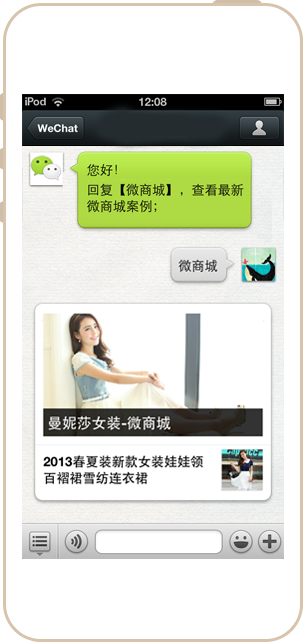 iPod 12:08
WeChat
您好！
回复【微商城】，查看最新
微商城案例；
微商城
曼妮莎女装-微商城
2013春夏装新款女装娃娃领
百褶裙雪纺连衣裙